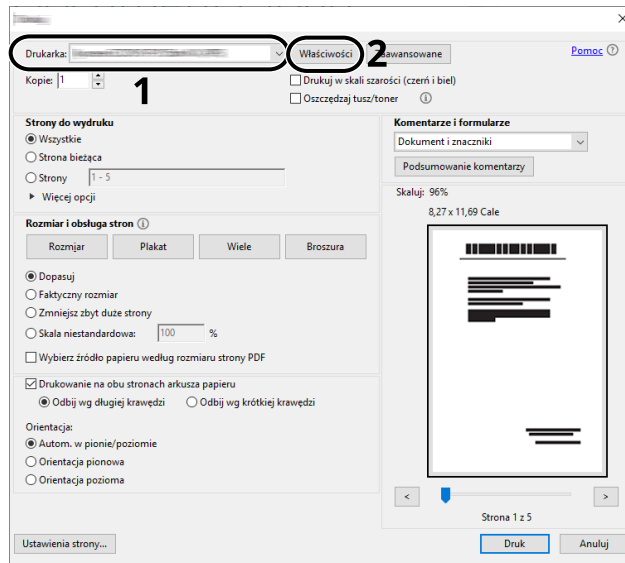 Drukarka:
Właściwości
2
Zaawansowane
Pomoc
Kopie: 1
1
Drukuj w skali szarości (czerń i biel)
Oszczędzaj tusz/toner
Strony do wydruku
Wszystkie
Strona bieżąca
Strony 1 - 5
Więcej opcji
Rozmiar i obsługa stron
Rozmjar Plakat Wiele Broszura
Dopasuj
Faktyczny rozmiar
Zmniejsz zbyt duże strony
Skala niestandardowa: 100 %
Wybierz źródło papieru według rozmiaru strony PDF
Drukowanie na obu stronach arkusza papieru
Odbij wg długiej krawędzi Odbij wg krótkiej krawędzi
Orientacja:
Autom. w pionie/poziomie
Orientacja pionowa
Orientacja pozioma
Komentarze i formularze
Dokument i znaczniki
Podsumowanie komentarzy
Skaluj: 96%
8,27 x 11,69 Cale
< >
Strona 1 z 5
Ustawienia strony...
Druk
Anuluj